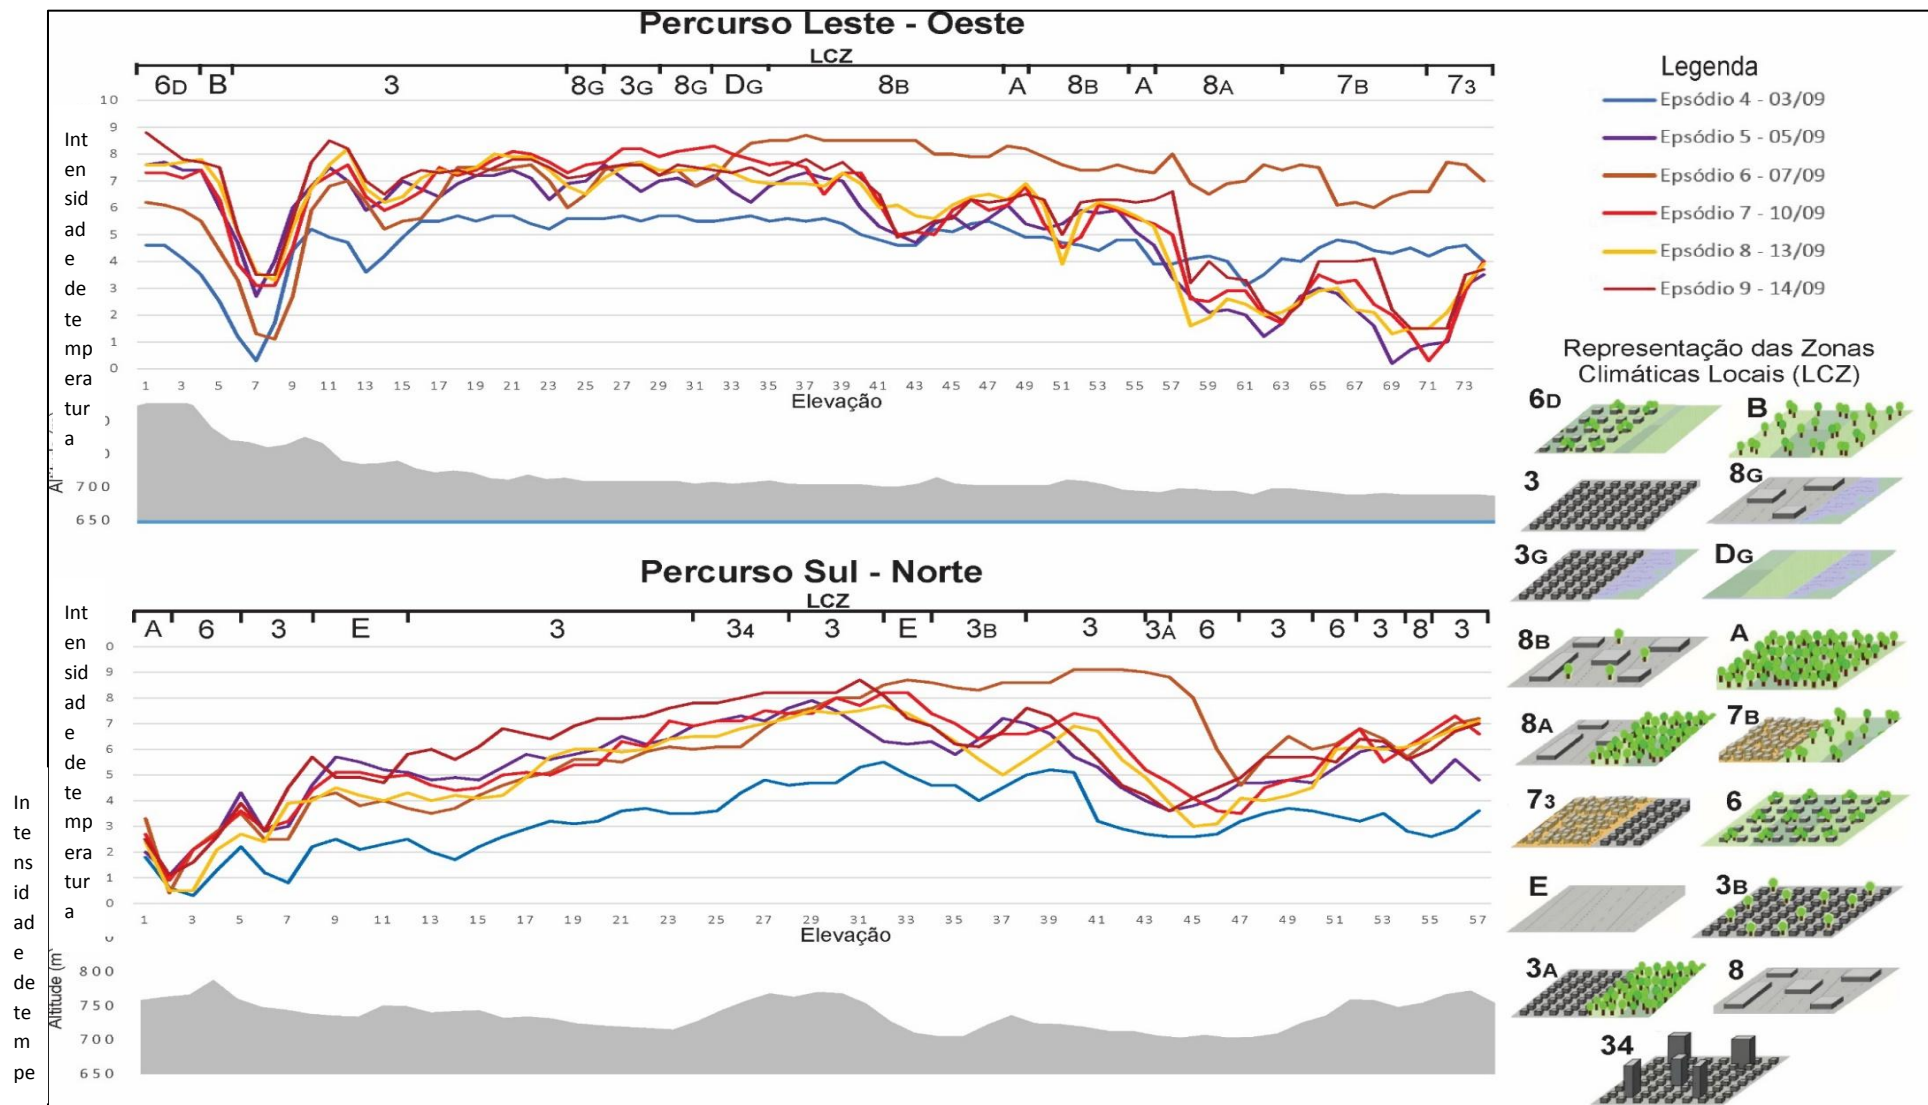 Percurso Leste - Oeste
LCZ
6D B 3 8G 3G 8G DG 8B A 8B A 8A 7B 73
10
9
8
7
6
5
4
3
2
1
0
Int
en
sid
ad
e
de
te
mp
era
tur
a
1 3 5 7 9 11 13 15 17 19 21 23 25 27 29 31 33 35 37 39 41 43 45 47 49 51 53 55 57 59 61 63 65 67 69 71 73
Elevação
700
650
Percurso Sul - Norte
LCZ
A 6 3 E 3 34 3 E 3B 3 3A 6 3 6 3 8 3
0
9
8
7
6
5
4
3
2
1
0
Int
en
sid
ad
e
de
te
mp
era
tur
a
1 3 5 7 9 11 13 15 17 19 21 23 25 27 29 31 33 35 37 39 41 43 45 47 49 51 53 55 57
Elevação
Altitude (m
800
750
700
650
In
te
ns
id
ad
e
de
te
m
pe
Legenda
Epsódio 4 - 03/09
Epsódio 5 - 05/09
Epsódio 6 - 07/09
Epsódio 7 - 10/09
Epsódio 8 - 13/09
Epsódio 9 - 14/09
Representação das Zonas
Climáticas Locais (LCZ)
6D B
3 8G
3G DG
8B A
8A 7B
73 6
E 3B
3A 8
34